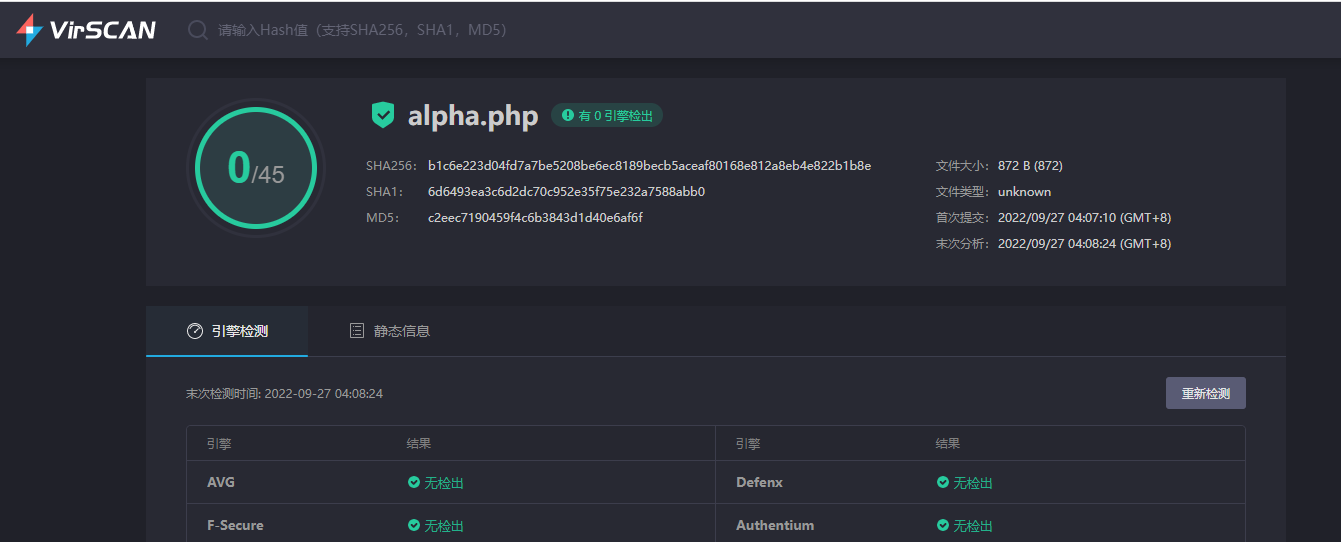 VirSCAN 请输入Hash值（支持SHA256，SHA1，MD5）
0/45
alpha.php 有 0 引擎检出
SHA256: b1c6e223d04fd7a7be5208be6ec8189becb5aceaf80168e812a8eb4e822b1b8e 文件大小: 872 B (872)
SHA1: 6d6493ea3c6d2dc70c952e35f75e232a7588abb0 文件类型: unknown
MD5: c2eec7190459f4c6b3843d1d40e6af6f 首次提交: 2022/09/27 04:07:10 (GMT+8)
末次分析: 2022/09/27 04:08:24 (GMT+8)
引擎检测 静态信息
末次检测时间: 2022-09-27 04:08:24 重新检测
引擎 结果 引擎 结果
AVG 无检出 Defenx 无检出
F-Secure 无检出 Authentium 无检出